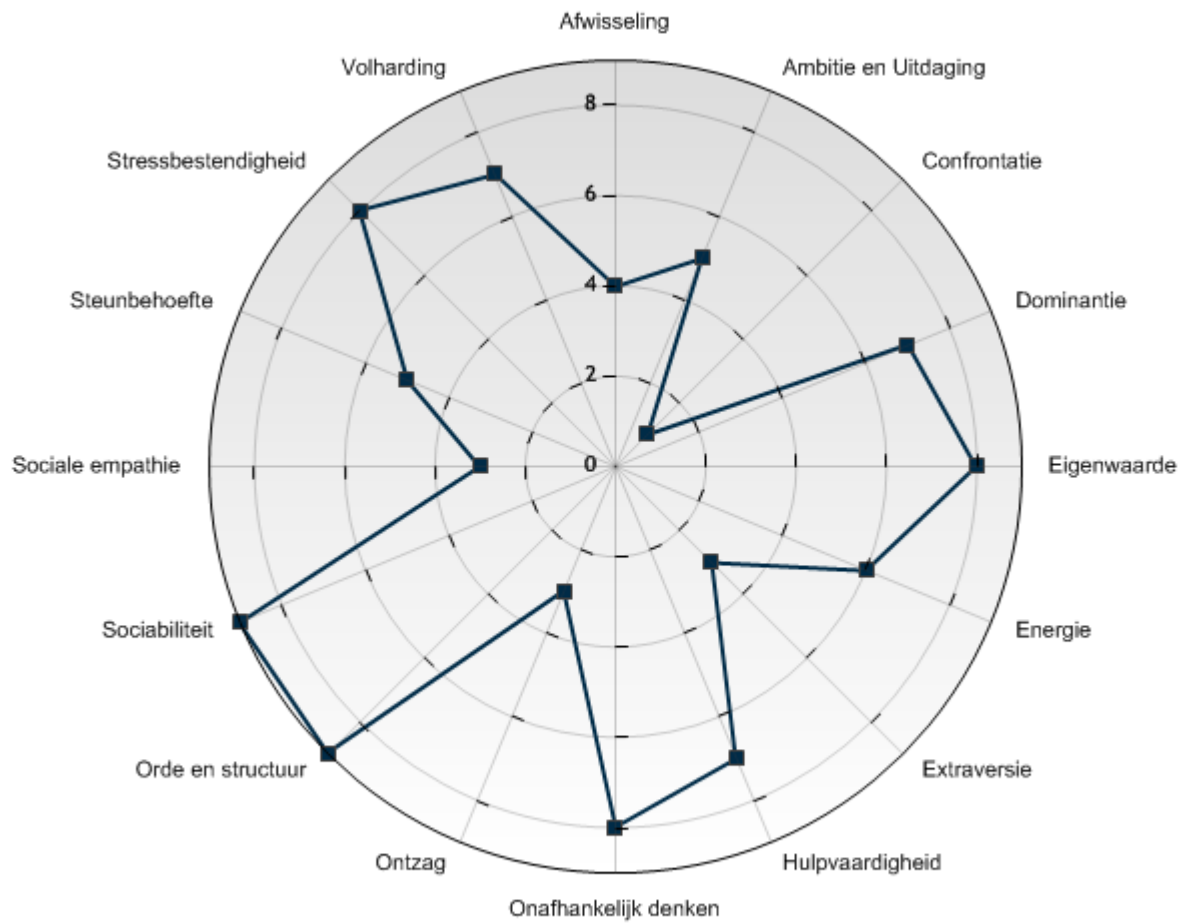 Afwisseling
Volharding
Ambitie en Uitdaging
8
Stressbestendigheid
Confrontatie
6
Steunbehoefte
Dominantie
4
2
Sociale empathie
0
Eigenwaarde
Sociabiliteit
Energie
Orde en structuur
Extraversie
Ontzag
Hulpvaardigheid
Onafhankelijk denken